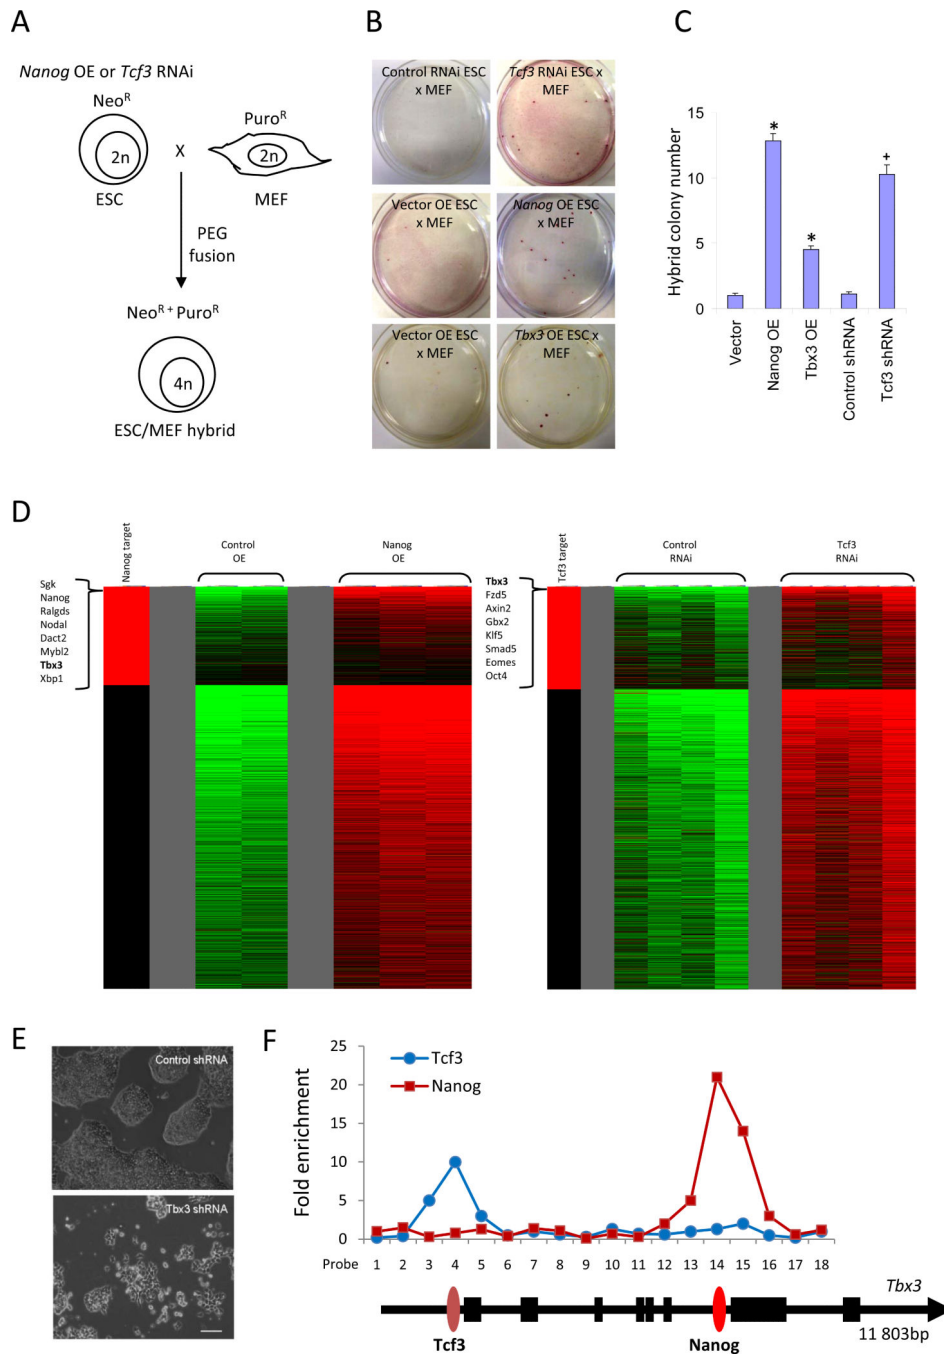 A
Nanog OE or Tcf3 RNAi
NeoR
PuroR
2n
X
2n
ESC
MEF
PEG
fusion
NeoR + PuroR
4n
ESC/MEF hybrid
B
Control RNAi ESC
x MEF
Tcf3 RNAi ESC x
MEF
Vector OE ESC
x MEF
Nanog OE ESC
x MEF
Vector OE ESC
x MEF
Tbx3 OE ESC
x MEF
C
Hybrid colony number
15
10
5
0
*
*
+
Vector
Nanog OE
Tbx3 OE
Control shRNA
Tcf3 shRNA
D
Nanog target
Control
OE
Nanog
OE
Sgk
Nanog
Ralgds
Nodal
Dact2
Mybl2
Tbx3
Xbp1
Tcf3 target
Control
RNAi
Tcf3
RNAi
Tbx3
Fzd5
Axin2
Gbx2
Klf5
Smad5
Eomes
Oct4
E
Control shRNA
Tbx3 shRNA
F
Fold enrichment
25
20
15
10
5
0
Tcf3
Nanog
Probe 1 2 3 4 5 6 7 8 9 10 11 12 13 14 15 16 17 18
Tbx3
11 803bp
Tcf3
Nanog